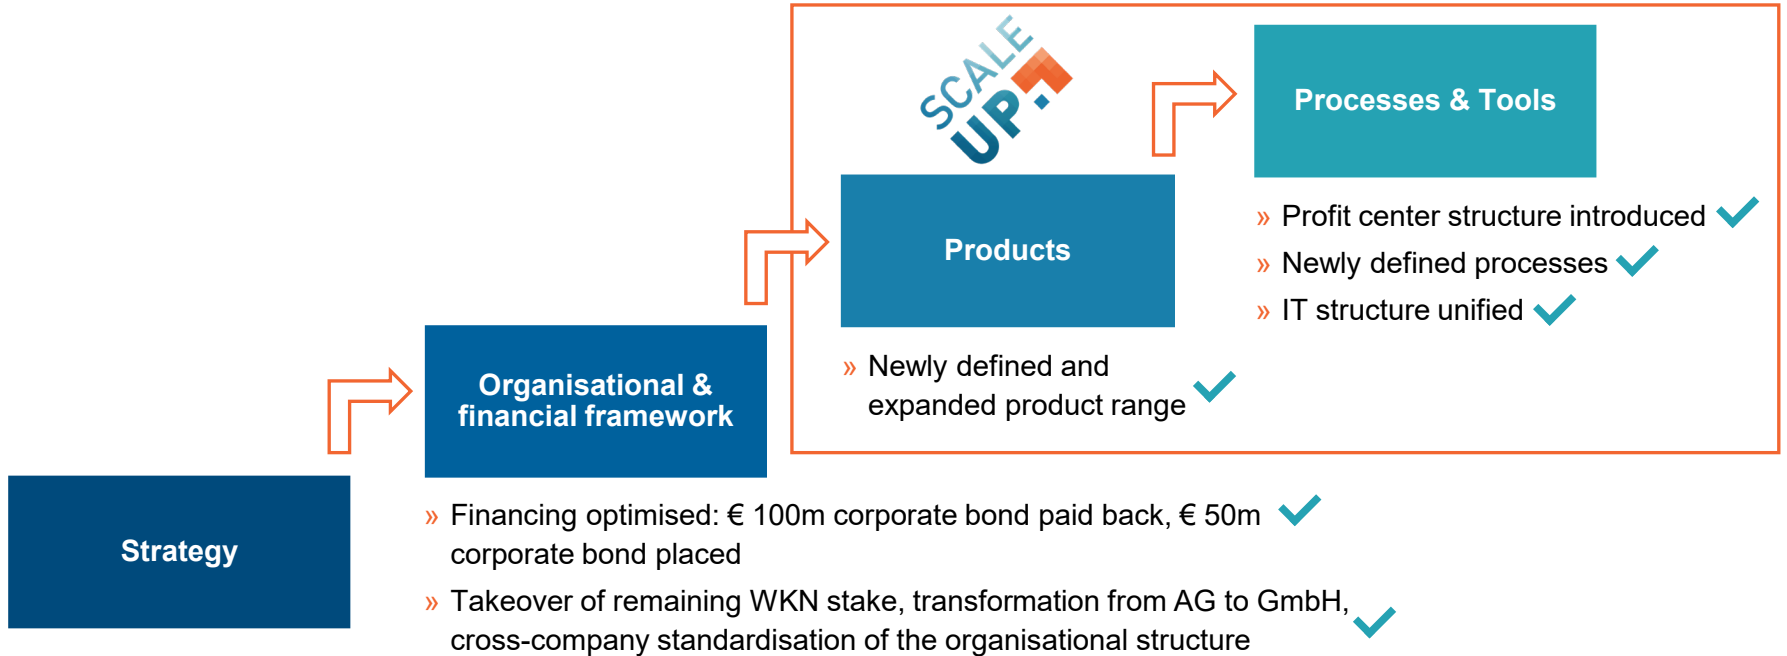 SCALE
UP
Processes & Tools
» Profit center structure introduced
» Newly defined processes
» IT structure unified
Products
» Newly defined and
expanded product range
Organisational &
financial framework
» Financing optimised: € 100m corporate bond paid back, € 50m
corporate bond placed
» Takeover of remaining WKN stake, transformation from AG to GmbH,
cross-company standardisation of the organisational structure
Strategy